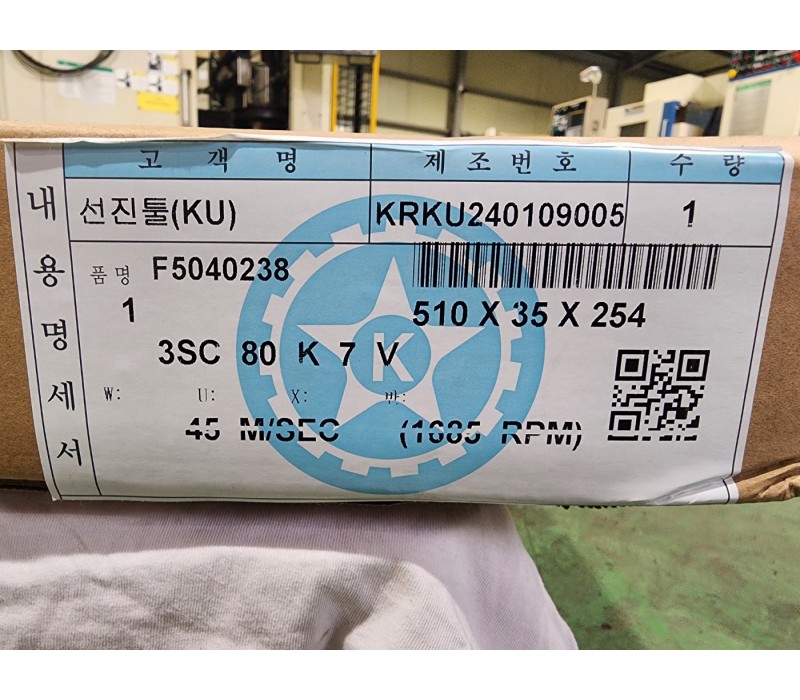 내용명세서
고객명 제조번호 수량
선진툴(KU) KRKU240109005 1
품명 F5040238
1 510 X 35 X 254
3SC 80 K 7 V
K
W: U: X: 반:
45 M/SEC (1685 RPM)